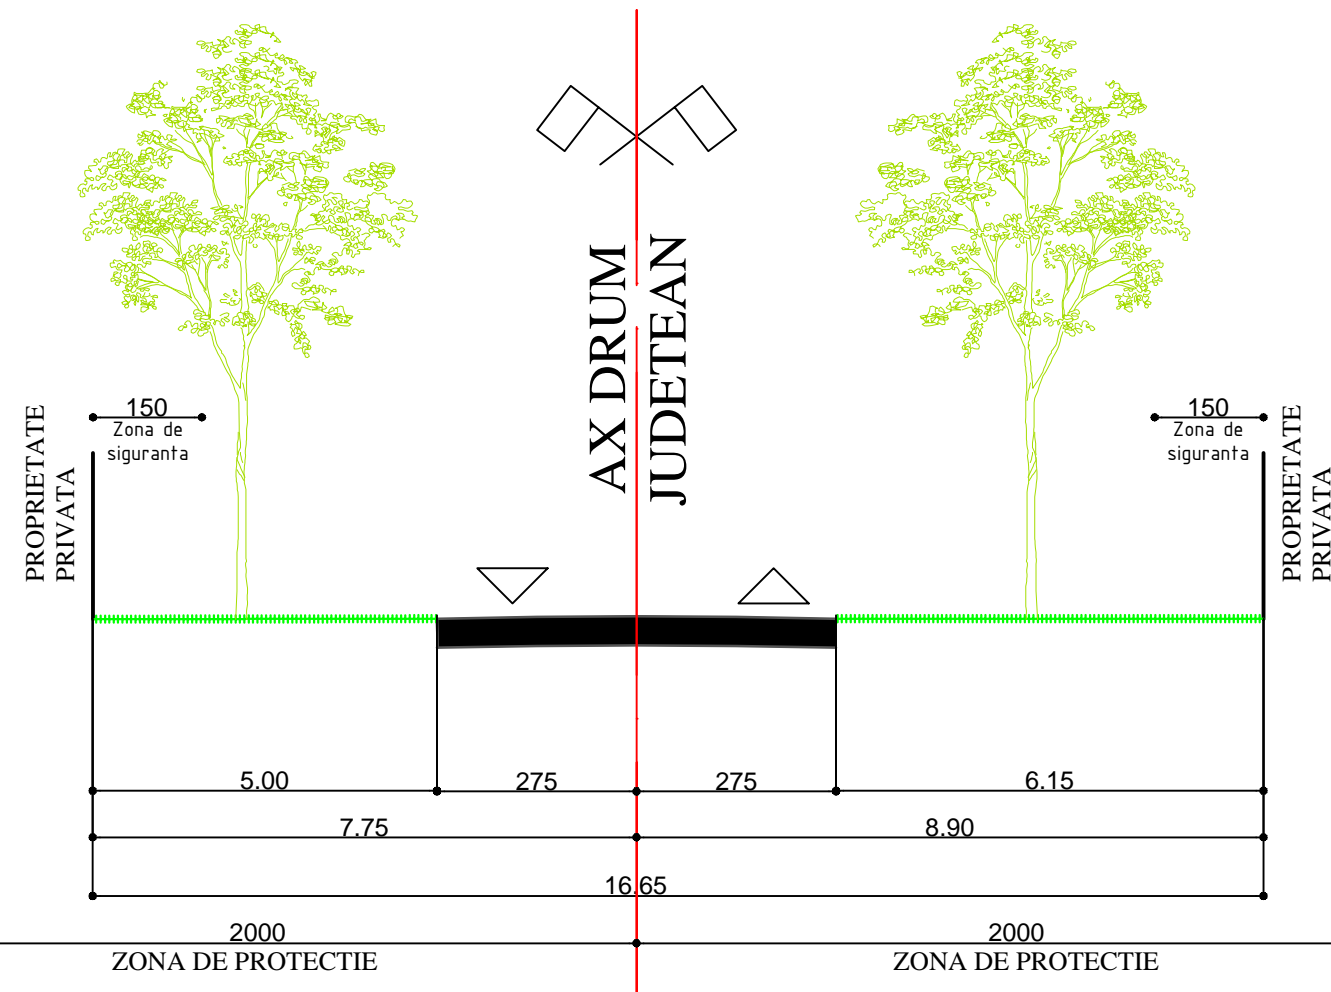 AX DRUM
JUDETEAN
150
Zona de
siguranta
150
Zona de
siguranta
PROPRIETATE
PRIVATA
PROPRIETATE
PRIVATA
5.00
275
275
6.15
7.75
8.90
16.65
2000
2000
ZONA DE PROTECTIE
ZONA DE PROTECTIE